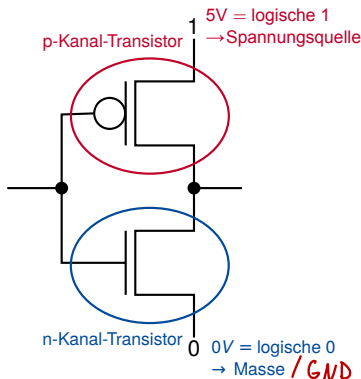 1 5V = logische 1
→Spannungsquelle
p-Kanal-Transistor
n-Kanal-Transistor
0 0V = logische 0
→ Masse / GND